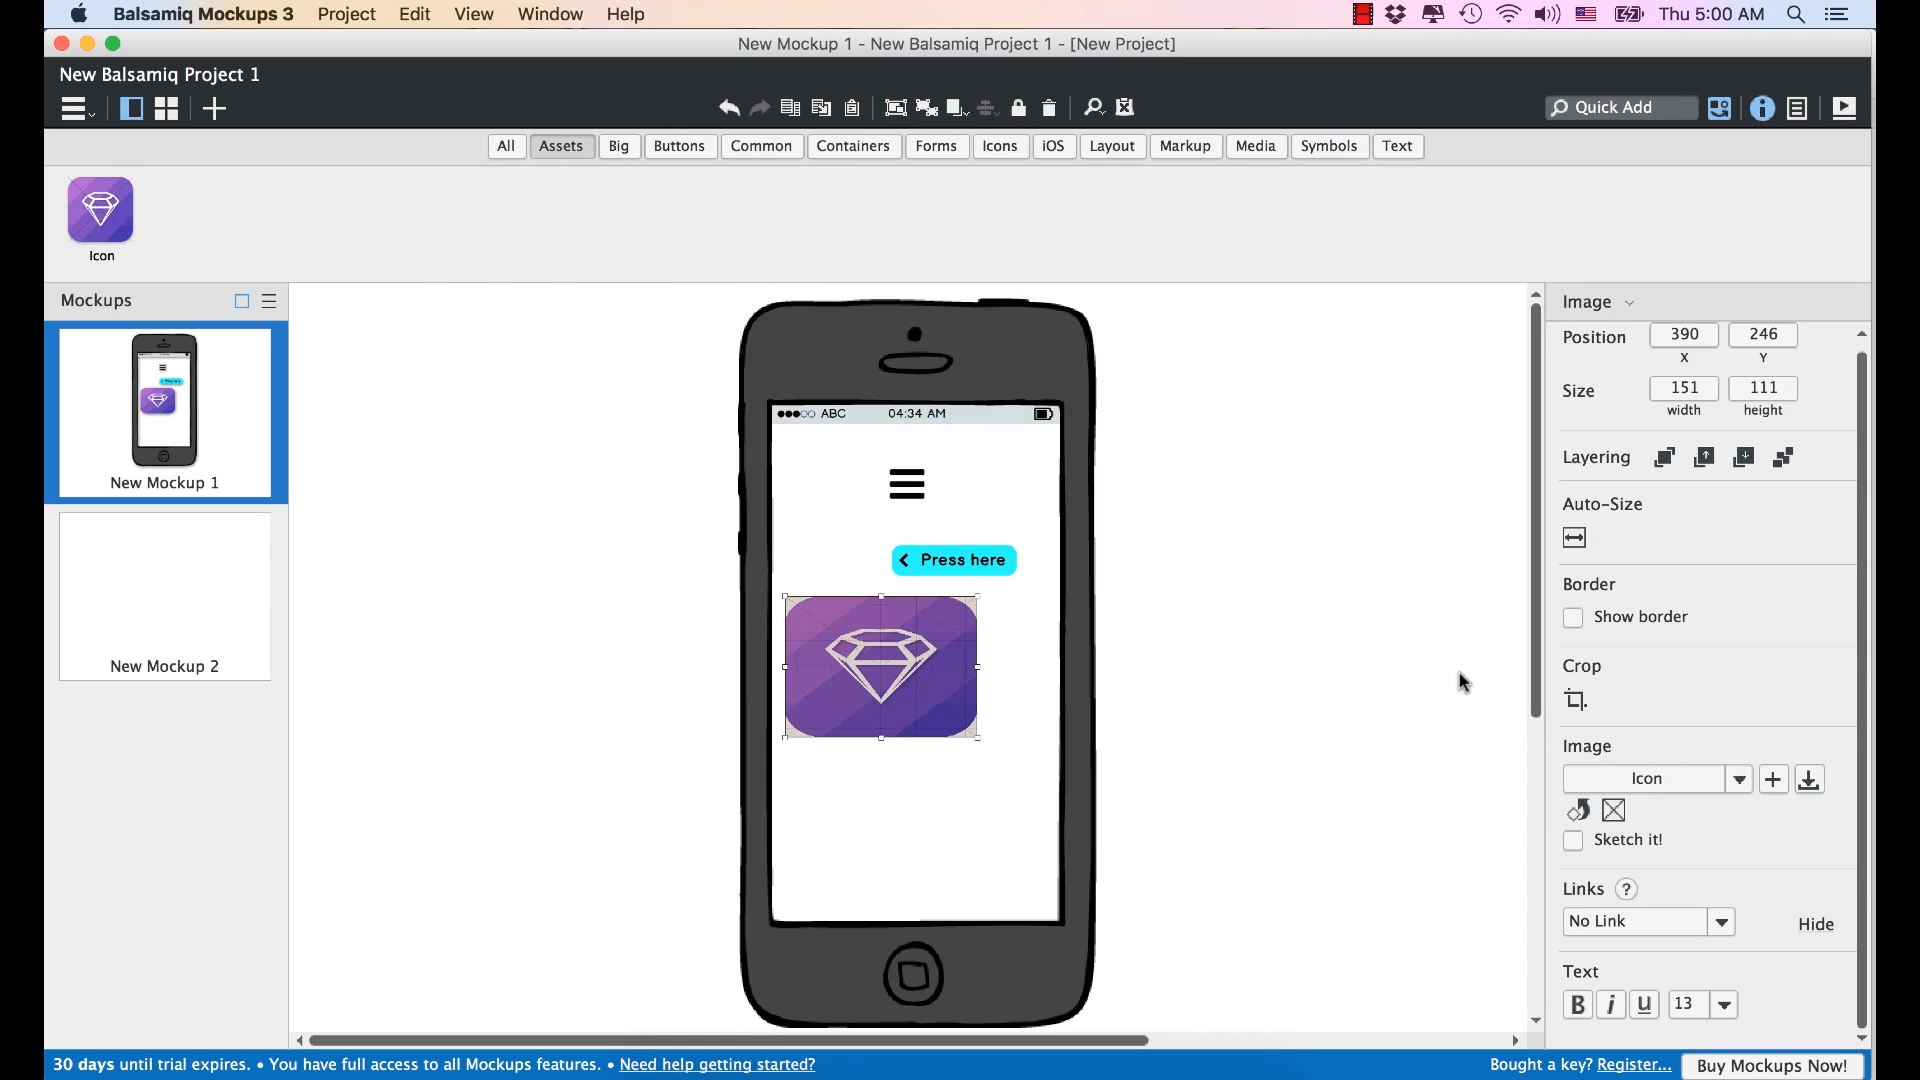 Balsamiq Mockups 3 Project Edit View Window Help Thu 5:00 AM
New Mockup 1 - New Balsamiq Project 1 - [New Project]
New Balsamiq Project 1
Quick Add
All Assets Big Buttons Common Containers Forms Icons iOS Layout Markup Media Symbols Text
Icon
Mockups
New Mockup 1
New Mockup 2
ABC 04:34 AM
Press here
Image
Position 390 246
X Y
Size 151 111
width height
Layering
Auto-Size
Border
Show border
Crop
Image
Icon
Sketch it!
Links ?
No Link Hide
Text
B i U 13
30 days until trial expires. • You have full access to all Mockups features. • Need help getting started? Bought a key? Register... Buy Mockups Now!